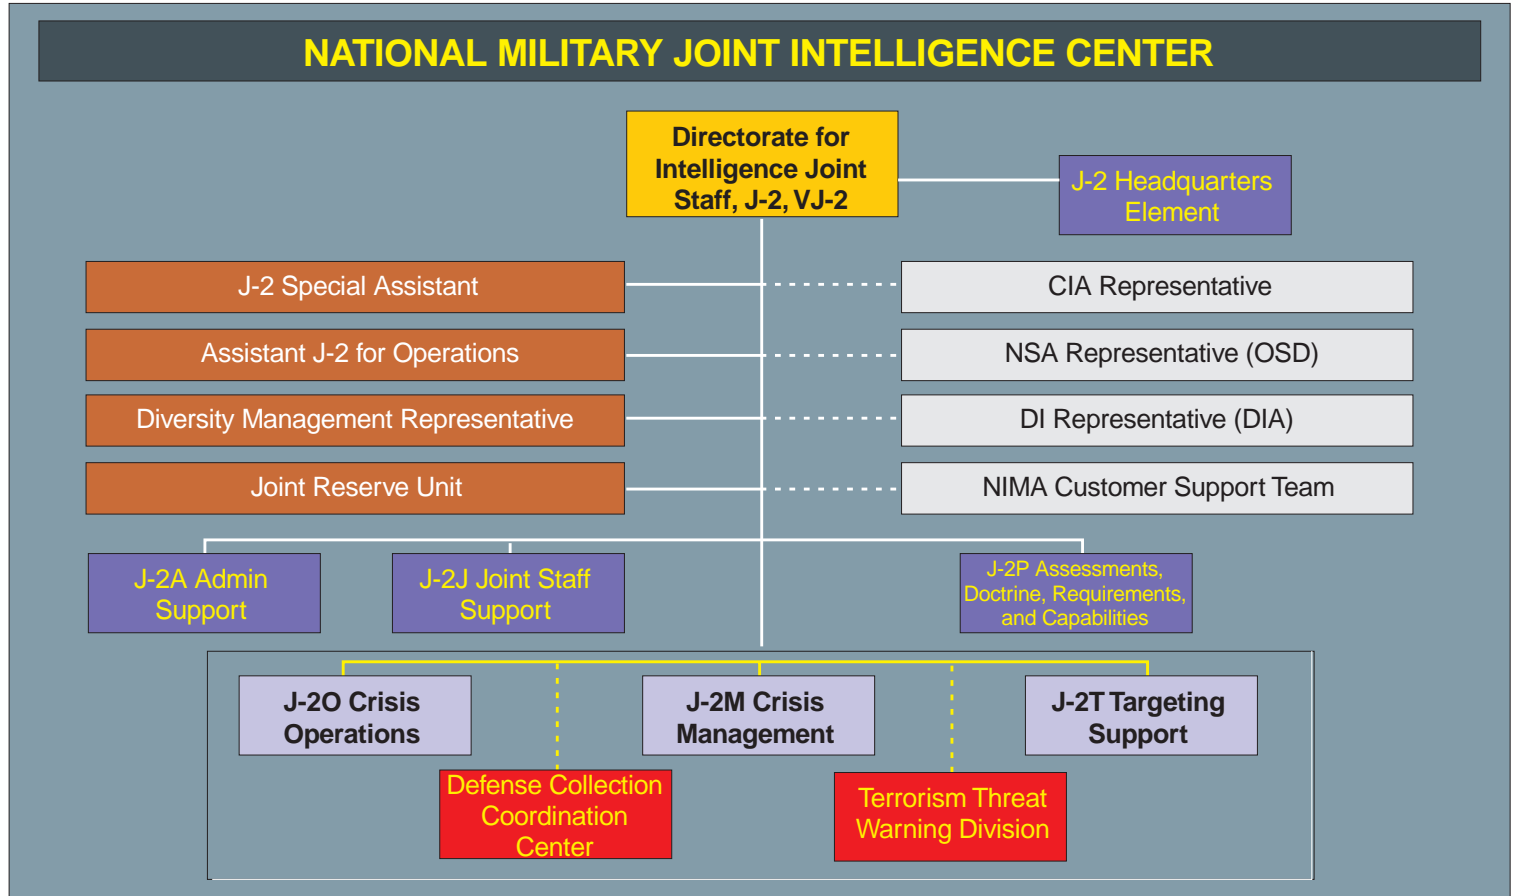 NATIONAL MILITARY JOINT INTELLIGENCE CENTER
Directorate for
Intelligence Joint
Staff, J-2, VJ-2
J-2 Headquarters
Element
J-2 Special Assistant
CIA Representative
Assistant J-2 for Operations
NSA Representative (OSD)
Diversity Management Representative
DI Representative (DIA)
Joint Reserve Unit
NIMA Customer Support Team
J-2A Admin
Support
J-2J Joint Staff
Support
J-2P Assessments,
Doctrine, Requirements,
and Capabilities
J-2O Crisis
Operations
J-2M Crisis
Management
J-2T Targeting
Support
Defense Collection
Coordination
Center
Terrorism Threat
Warning Division